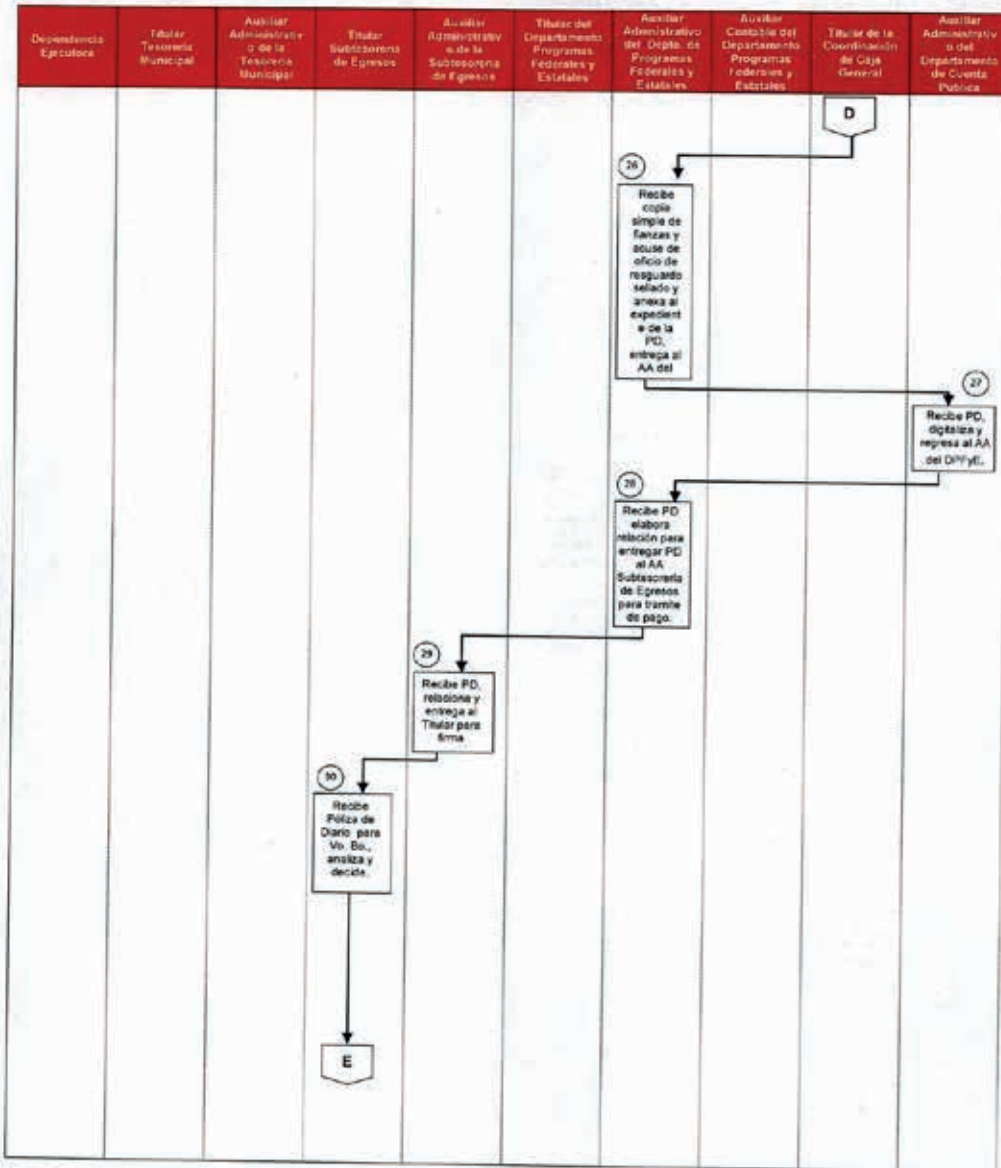 Dependencia
Ejecutora
Titular
Tesorería
Municipal
Auxiliar
Administrativ
o de la
Tesorería
Municipal
Titular
Subtesorería
de Egresos
Auxiliar
Administrativ
o de la
Subtesorería
de Egresos
Titular del
Departamento
Programas
Federales y
Estatales
Auxiliar
Administrativo
del Depto. de
Programas
Federales y
Estatales
Auxiliar
Contable del
Departamento
Programas
Federales y
Estatales
Titular de la
Coordinación
de Caja
General
Auxiliar
Administrativ
o del
Departamento
de Cuenta
Pública
D
26
Recibe
copia
simple de
fianzas y
acuse de
oficio de
resguardo
sellado y
anexa al
expedient
e de la
PD,
entrega al
AA del
27
Recibe PD,
digitaliza y
regresa al AA
del DPFyE.
28
Recibe PD
elabora
relación para
entregar PD
al AA
Subtesorería
de Egresos
para tramite
de pago.
29
Recibe PD,
relaciona y
entrega al
Titular para
firma
30
Recibe
Póliza de
Diario para
Vo. Bo.,
analiza y
decide.
E